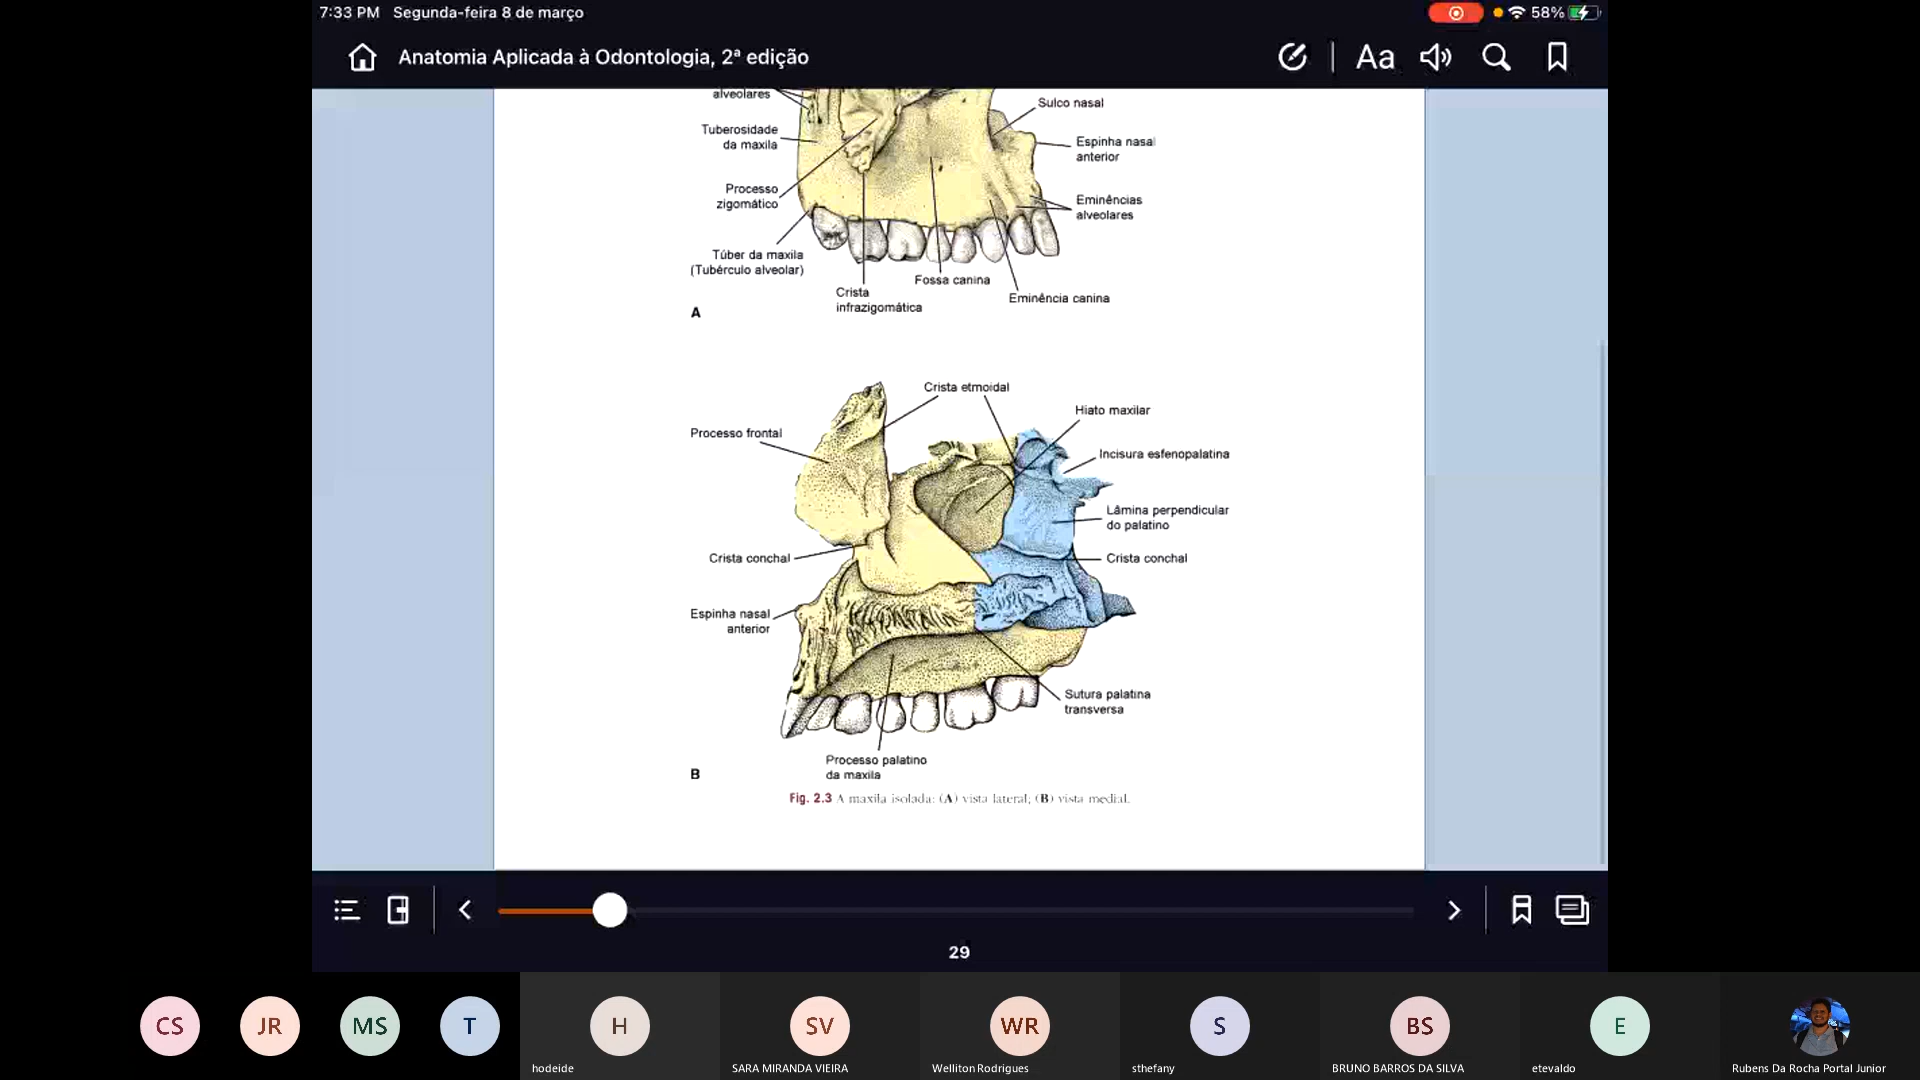 7:33 PM Segunda-feira 8 de março
58%
Anatomia Aplicada à Odontologia, 2ª edição
Aa
alveolares
Sulco nasal
Tuberosidade
da maxila
Espinha nasal
anterior
Processo
zigomático
Eminências
alveolares
Túber da maxila
(Tubérculo alveolar)
Fossa canina
Crista
infrazigomática
Eminência canina
A
Crista etmoidal
Hiato maxilar
Processo frontal
Incisura esfenopalatina
Lâmina perpendicular
do palatino
Crista conchal
Crista conchal
Espinha nasal
anterior
Sutura palatina
transversa
Processo palatino
da maxila
B
Fig. 2.3 A maxila isolada: (A) vista lateral; (B) vista medial.
29
CS
JR
MS
T
H
SV
WR
S
BS
E
hodeide
SARA MIRANDA VIEIRA
Welliton Rodrigues
sthefany
BRUNO BARROS DA SILVA
etevaldo
Rubens Da Rocha Portal Junior